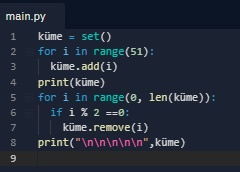 main.py
1 küme = set()
2 for i in range(51):
3   küme.add(i)
4 print(küme)
5 for i in range(0, len(küme)):
6   if i % 2 ==0:
7     küme.remove(i)
8 print("\n\n\n\n\n",küme)
9